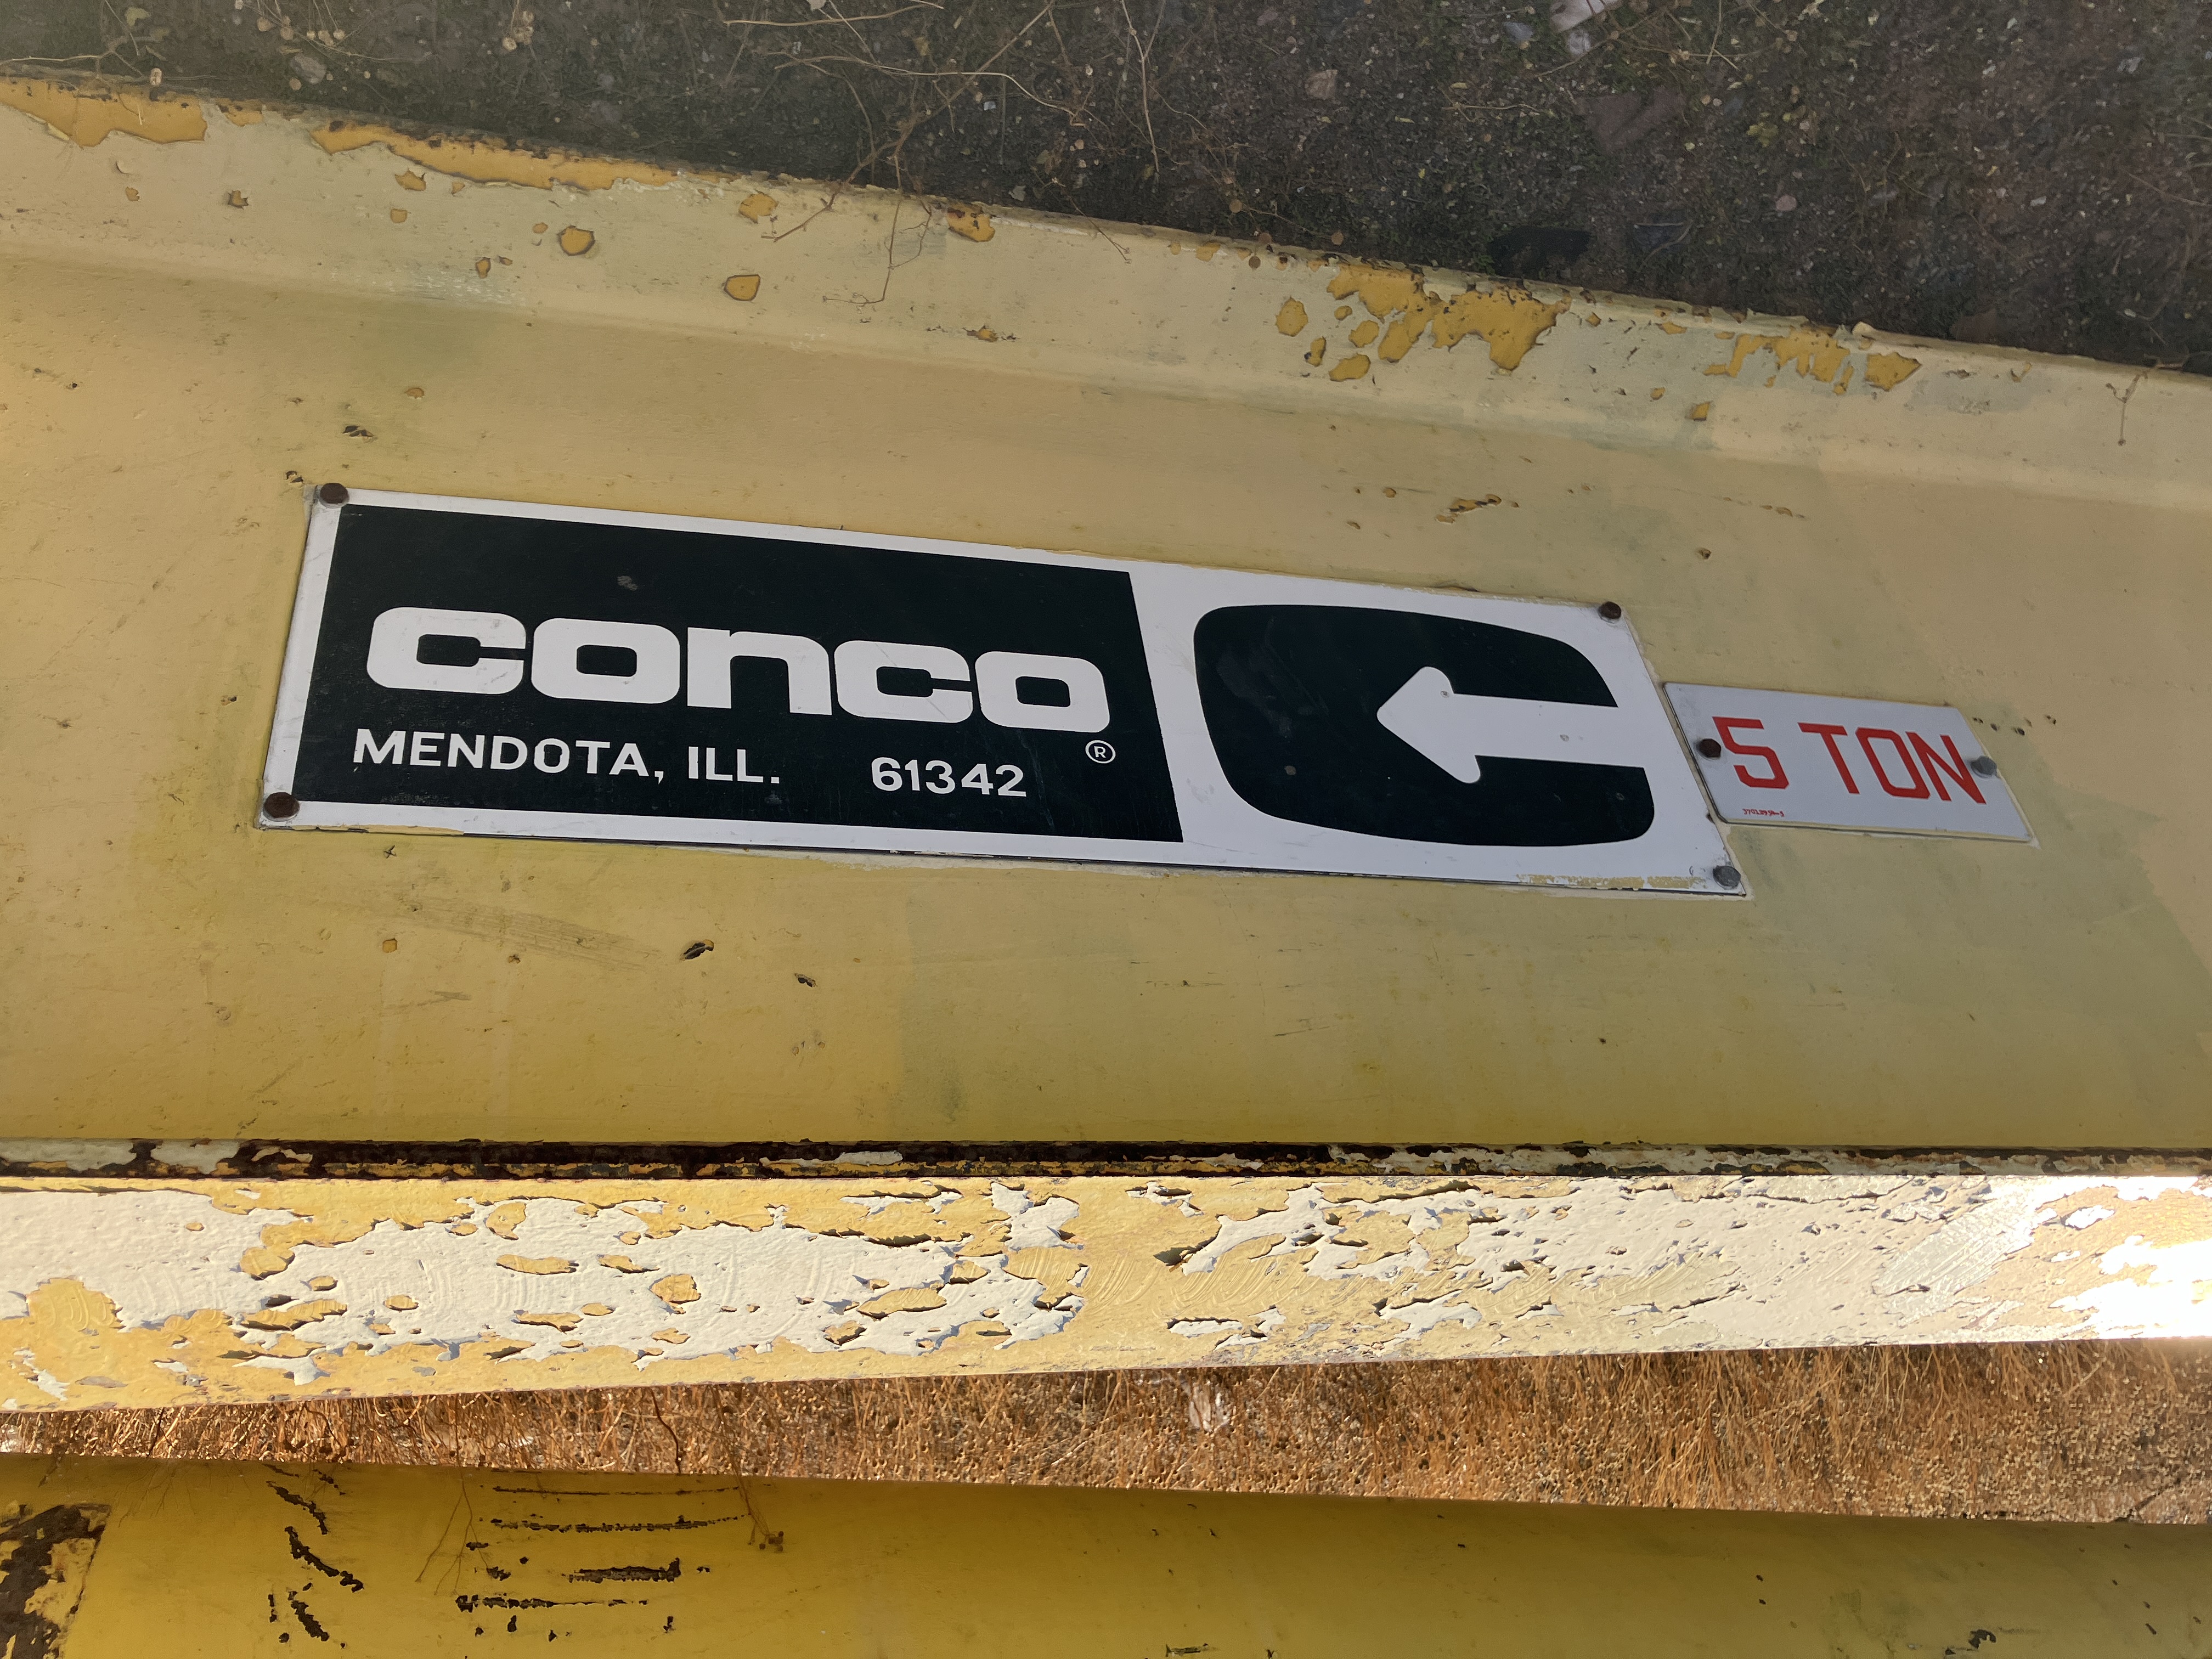 conco
®
MENDOTA, ILL. 61342
5 TON